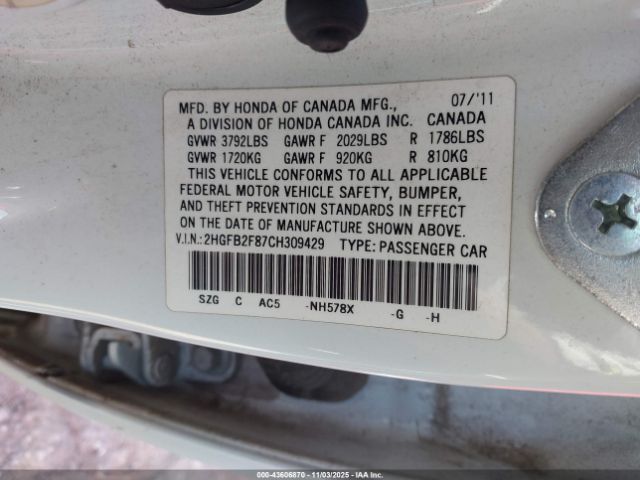 MFD. BY HONDA OF CANADA MFG., 07/'11
A DIVISION OF HONDA CANADA INC. CANADA
GVWR 3792LBS GAWR F 2029LBS R 1786LBS
GVWR 1720KG GAWR F 920KG R 810KG
THIS VEHICLE CONFORMS TO ALL APPLICABLE
FEDERAL MOTOR VEHICLE SAFETY, BUMPER,
AND THEFT PREVENTION STANDARDS IN EFFECT
ON THE DATE OF MANUFACTURE SHOWN ABOVE.
V.I.N.:2HGFB2F87CH309429 TYPE:PASSENGER CAR
SZG C AC5 -NH578X -G -H
000-43606870 - 11/03/2025 - IAA Inc.